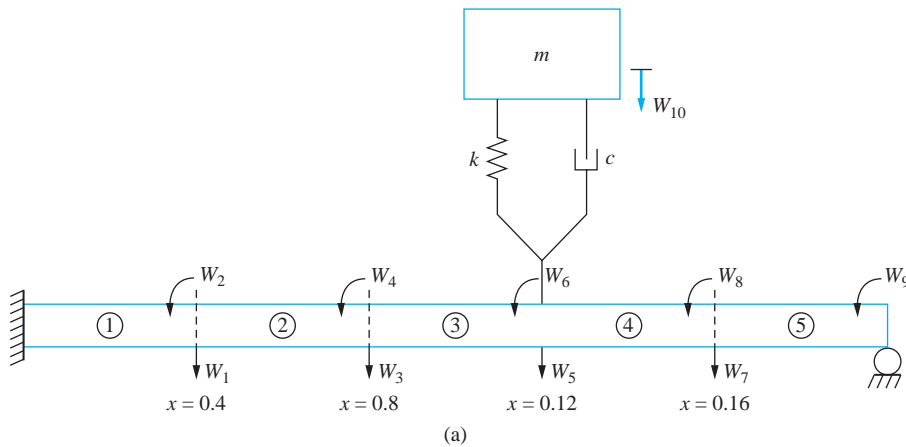 m
W10
k
c
W2
W4
W6
W8
W9
1
2
3
4
5
W1
W3
W5
W7
x = 0.4
x = 0.8
x = 0.12
x = 0.16
(a)